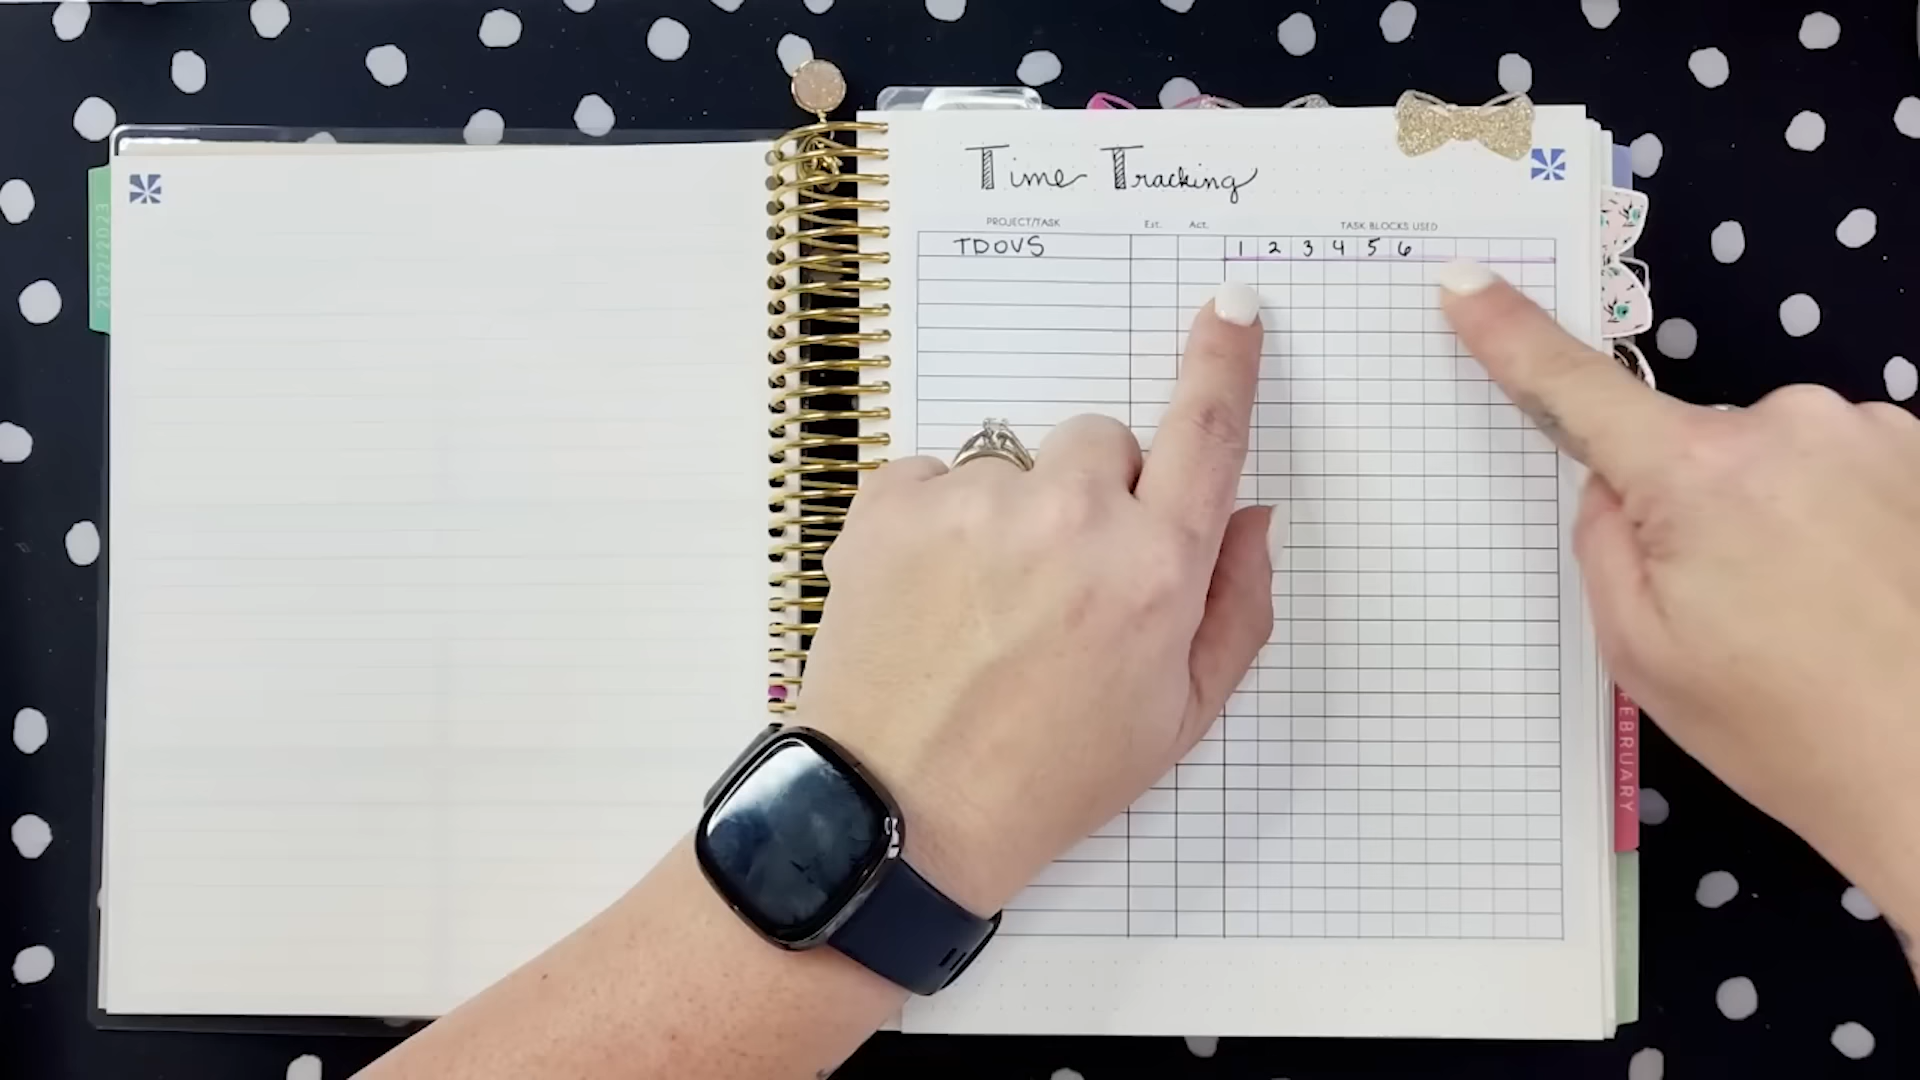 2022/2023
Time Tracking
PROJECT/TASK Est. Act. TASK BLOCKS USED
TDOVS 1 2 3 4 5 6
FEBRUARY